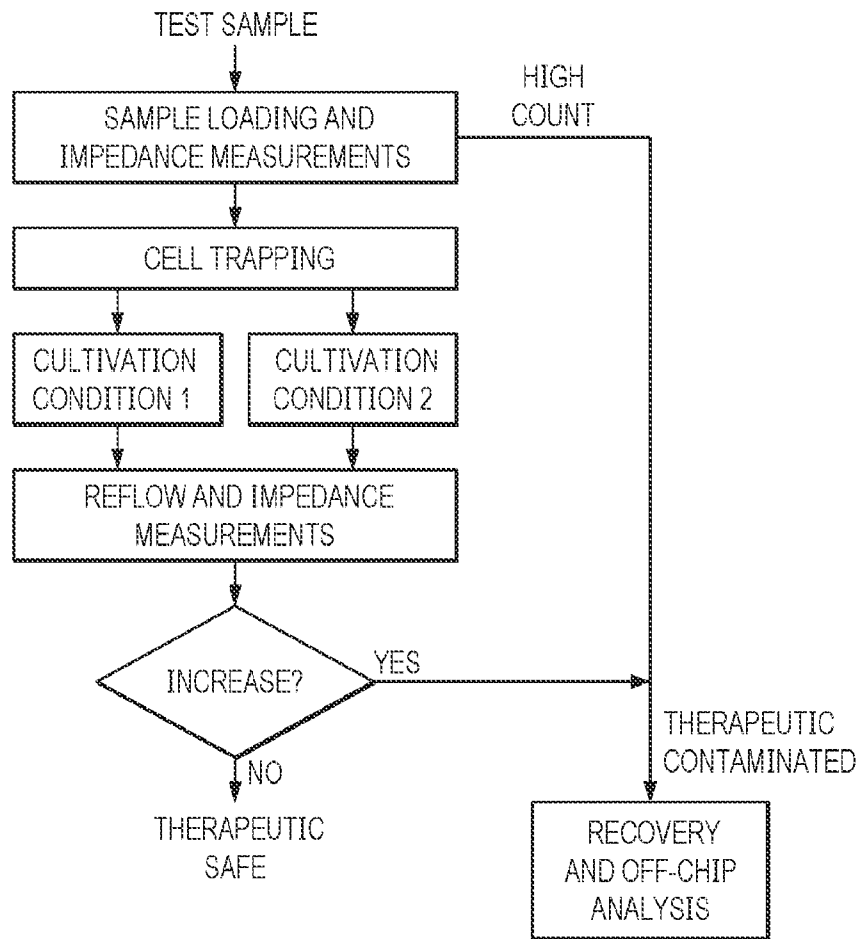 TEST SAMPLE
HIGH
COUNT
SAMPLE LOADING AND
IMPEDANCE MEASUREMENTS
CELL TRAPPING
CULTIVATION
CONDITION 1
CULTIVATION
CONDITION 2
REFLOW AND IMPEDANCE
MEASUREMENTS
INCREASE?
YES
NO
THERAPEUTIC
SAFE
THERAPEUTIC
CONTAMINATED
RECOVERY
AND OFF-CHIP
ANALYSIS